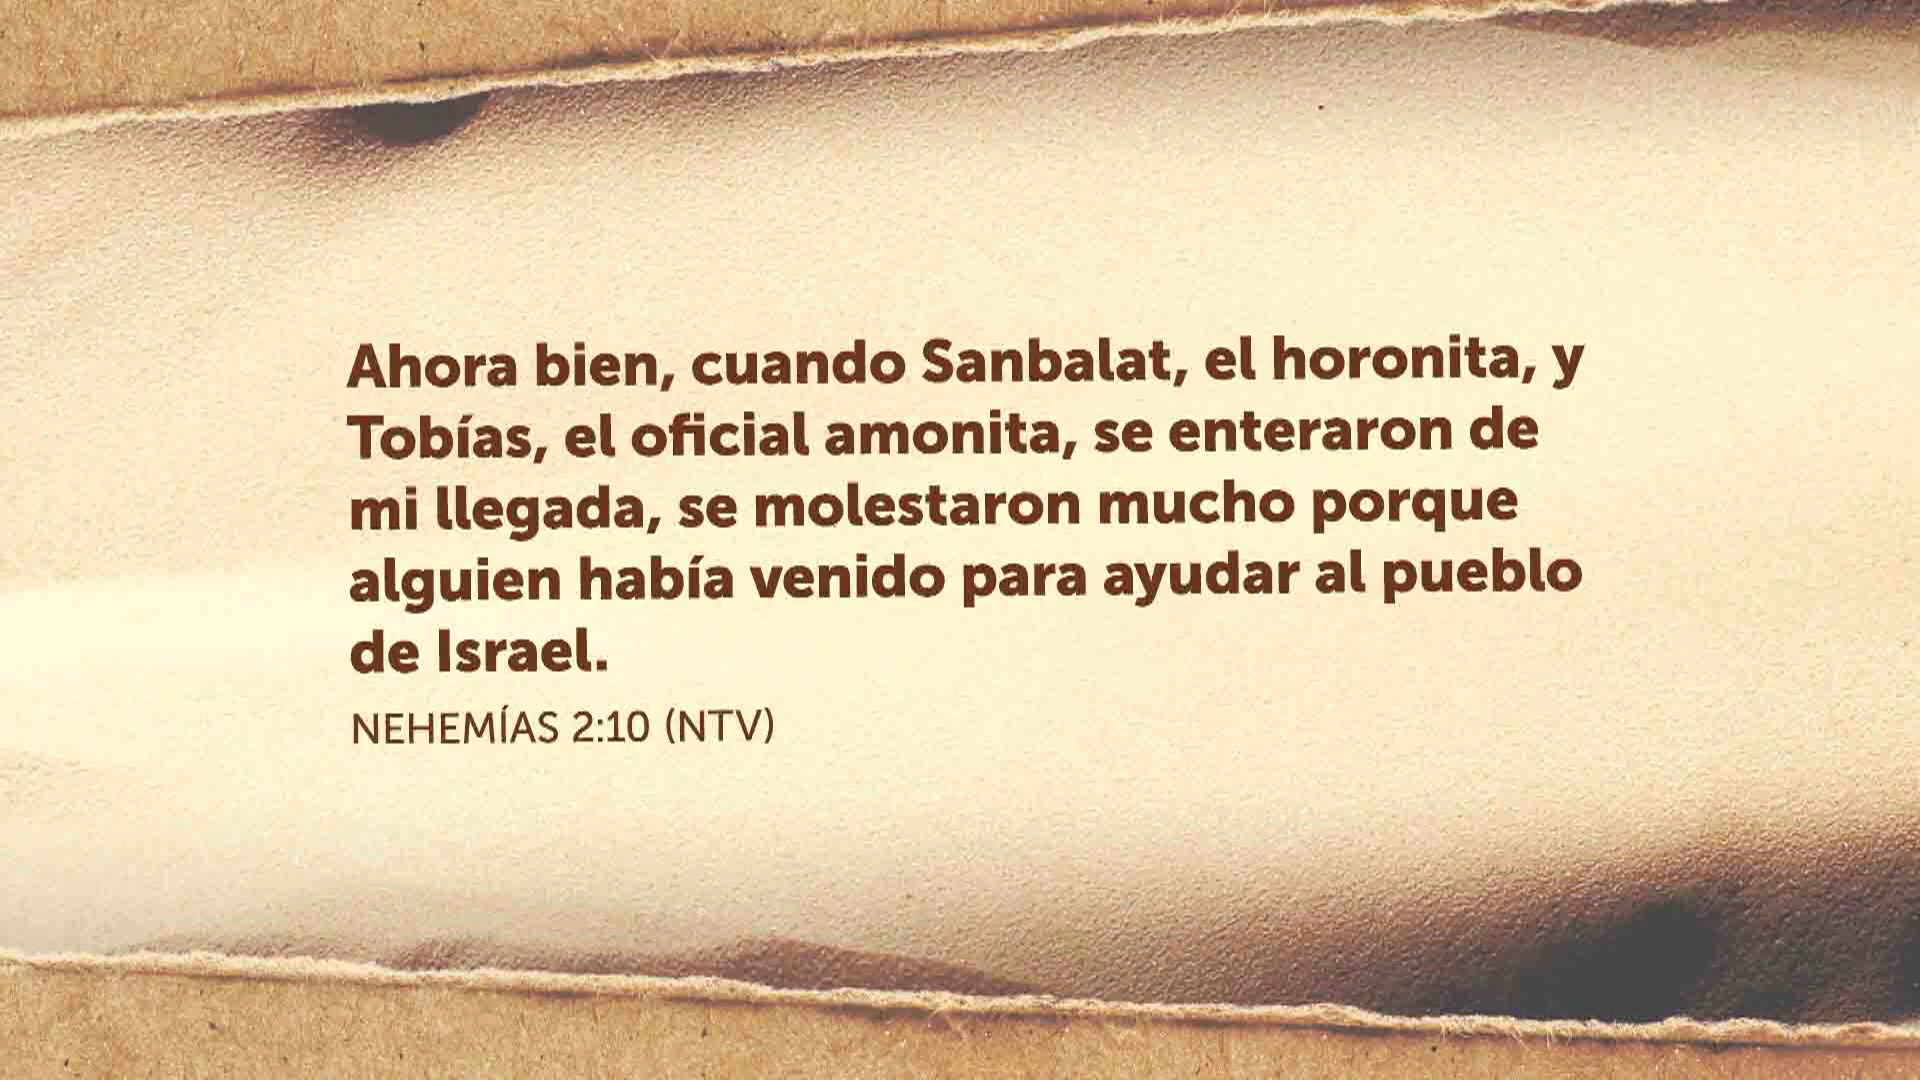 Ahora bien, cuando Sanbalat, el horonita, y
Tobías, el oficial amonita, se enteraron de
mi llegada, se molestaron mucho porque
alguien había venido para ayudar al pueblo
de Israel.
NEHEMÍAS 2:10 (NTV)